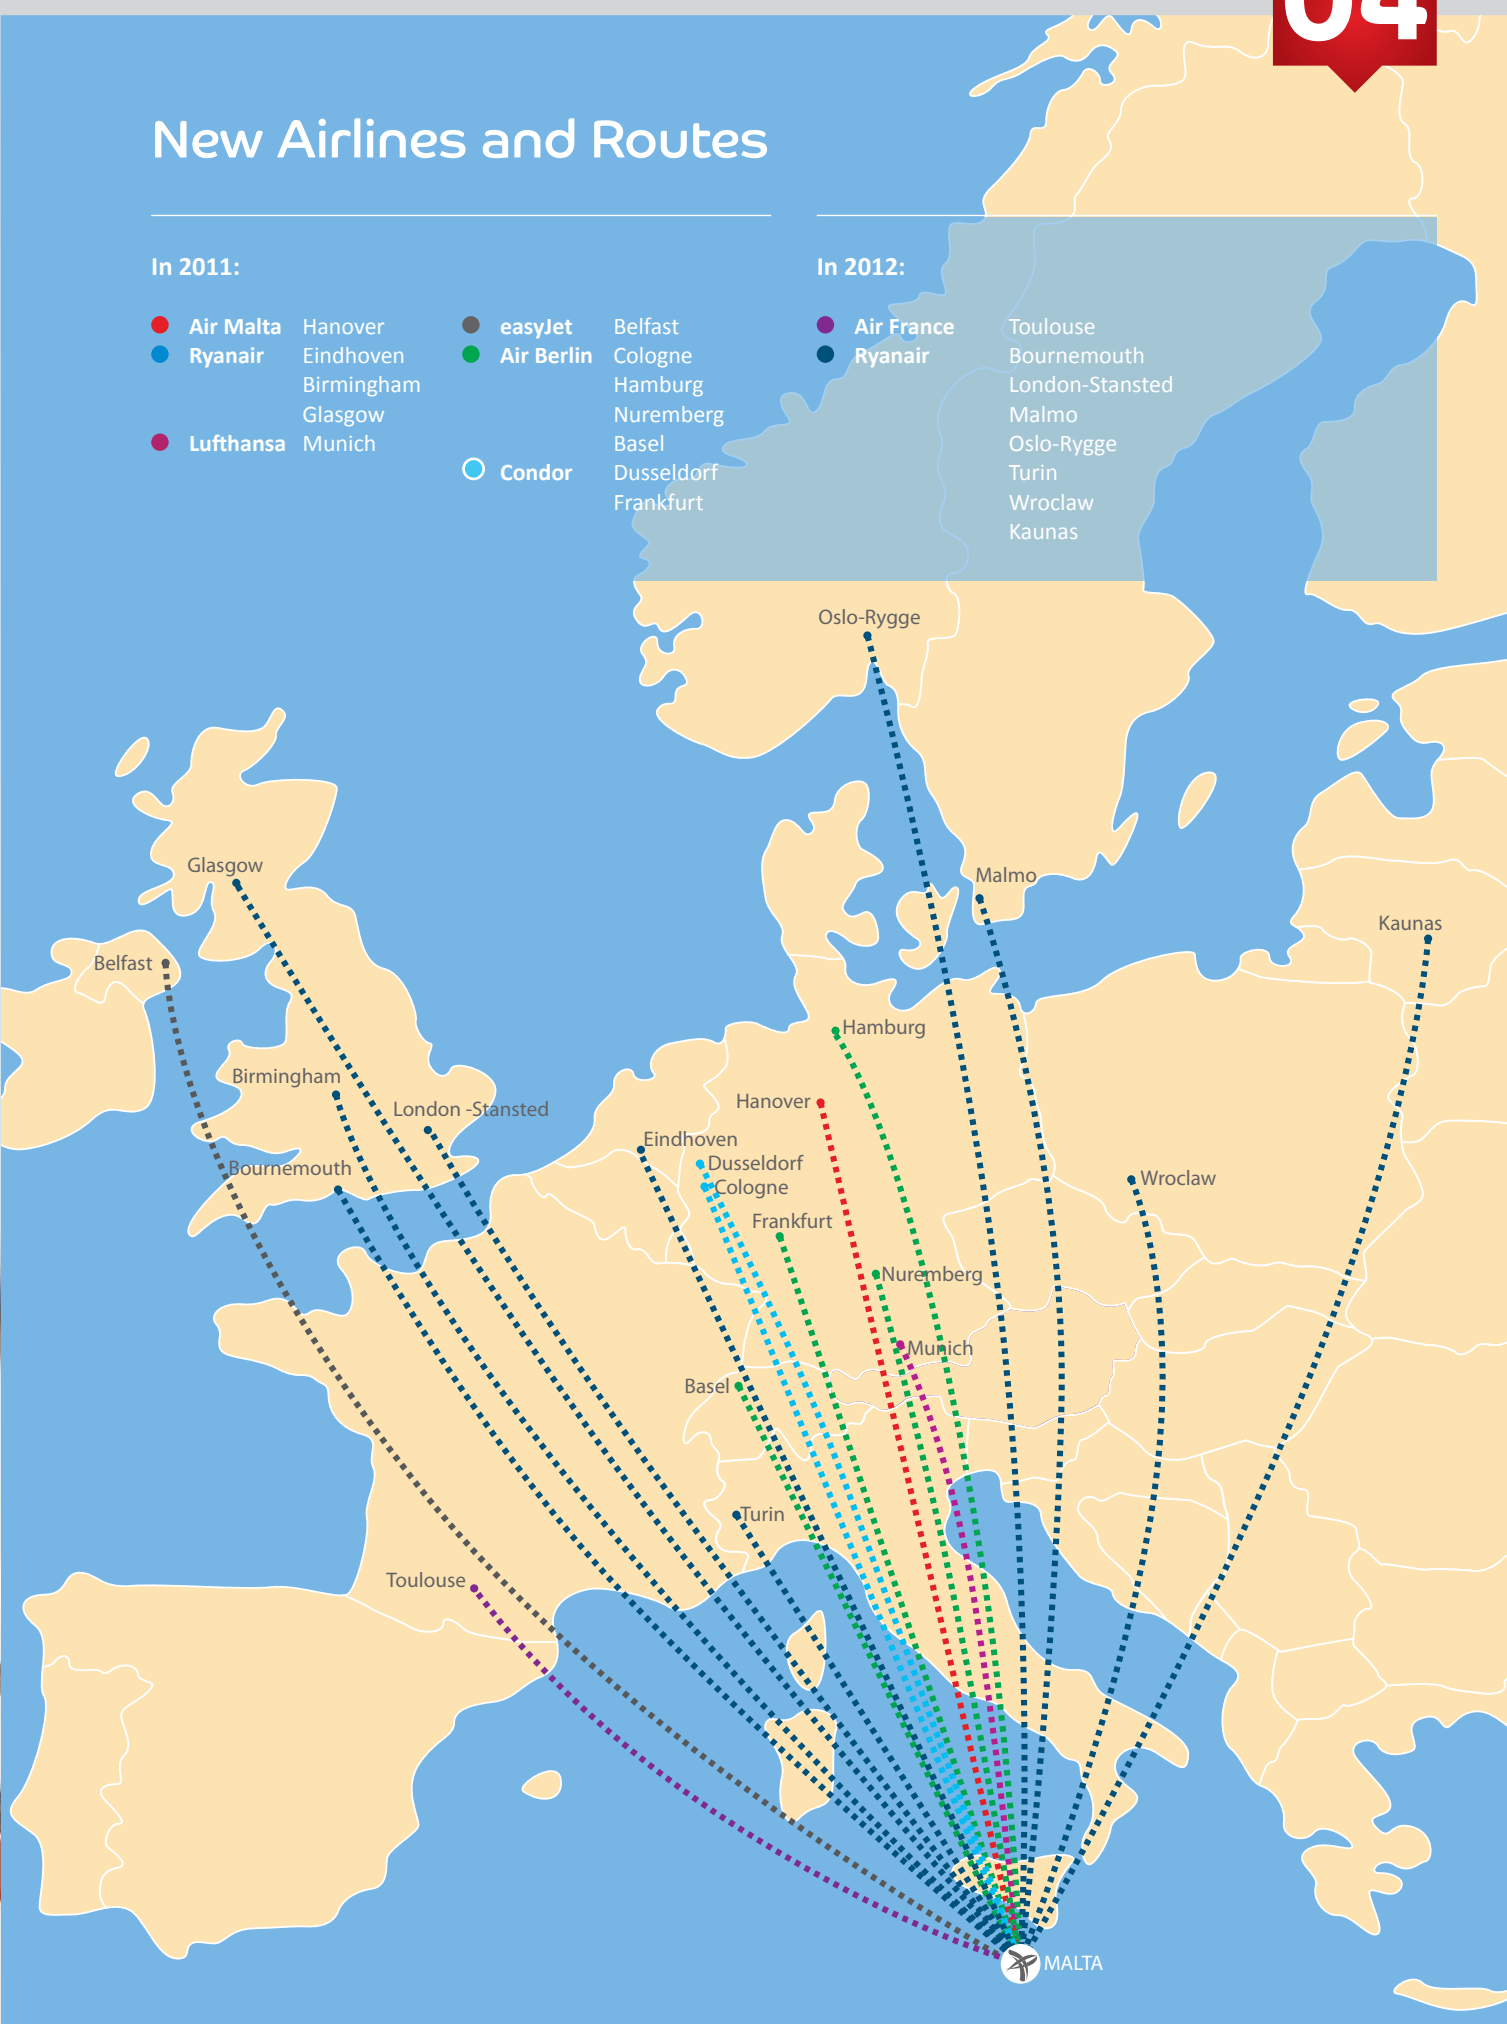 04
New Airlines and Routes
In 2011:
Air Malta Hanover
Ryanair Eindhoven
Birmingham
Glasgow
Lufthansa Munich
easyJet Belfast
Air Berlin Cologne
Hamburg
Nuremberg
Basel
Condor Dusseldorf
Frankfurt
In 2012:
Air France Toulouse
Ryanair Bournemouth
London-Stansted
Malmo
Oslo-Rygge
Turin
Wroclaw
Kaunas
Oslo-Rygge
Glasgow
Malmo
Kaunas
Belfast
Hamburg
Birmingham
Hanover
London -Stansted
Eindhoven
Dusseldorf
Bournemouth
Wroclaw
Cologne
Frankfurt
Nuremberg
Munich
Basel
Turin
Toulouse
MALTA